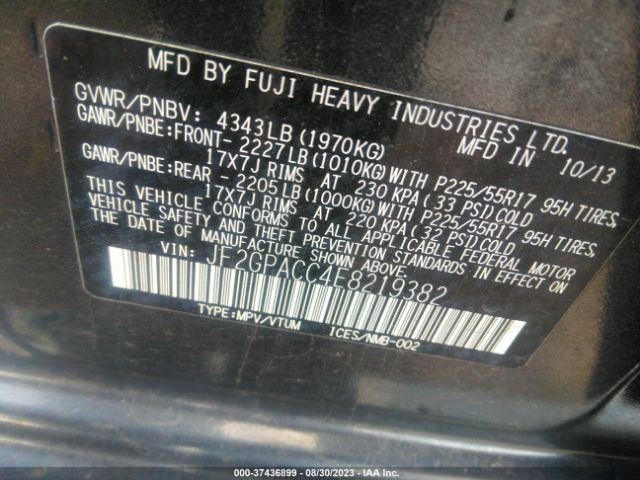 MFD BY FUJI HEAVY INDUSTRIES LTD.
GVWR/PNBV: 4343LB (1970KG) MFD IN 10/13
GAWR/PNBE:FRONT- 2227LB(1010KG)WITH P225/55R17 95H TIRES,
17X7J RIMS AT 230 KPA( 33 PSI)COLD
GAWR/PNBE:REAR - 2205LB(1000KG)WITH P225/55R17 95H TIRES,
17X7J RIMS AT 220 KPA( 32 PSI)COLD
THIS VEHICLE CONFORMS TO ALL APPLICABLE FEDERAL MOTOR
VEHICLE SAFETY AND THEFT PREVENTION STANDARDS IN EFFECT ON
THE DATE OF MANUFACTURE SHOWN ABOVE.
VIN: JF2GPACC4E8219382
TYPE:MPV/VTUM ICES/NMB-002
000-37436899 — 08/30/2023 — IAA Inc.